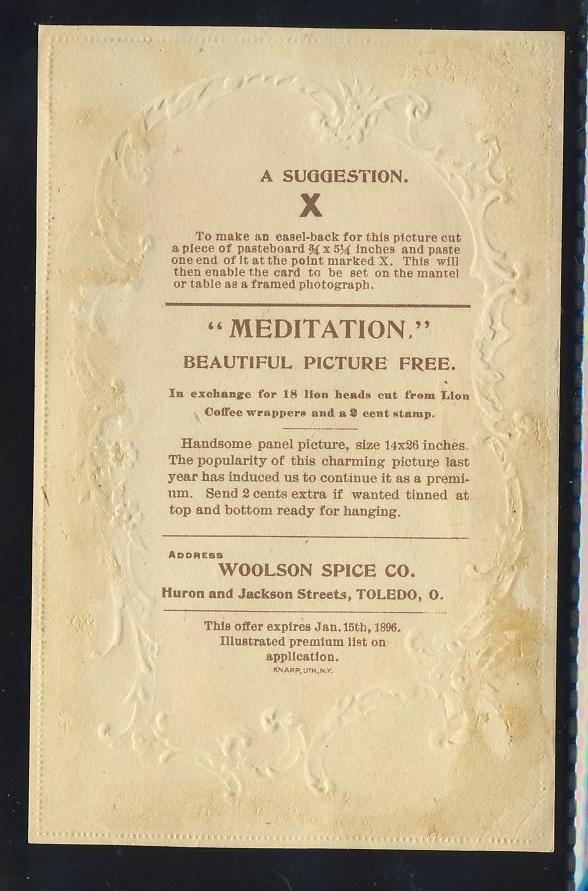 A SUGGESTION.
X
To make an easel-back for this picture cut
a piece of pasteboard ¾ x 5¼ inches and paste
one end of it at the point marked X. This will
then enable the card to be set on the mantel
or table as a framed photograph.
“MEDITATION.”
BEAUTIFUL PICTURE FREE.
In exchange for 18 lion heads cut from Lion
Coffee wrappers and a 2 cent stamp.
Handsome panel picture, size 14x26 inches.
The popularity of this charming picture last
year has induced us to continue it as a premi-
um. Send 2 cents extra if wanted tinned at
top and bottom ready for hanging.
ADDRESS
WOOLSON SPICE CO.
Huron and Jackson Streets, TOLEDO, O.
This offer expires Jan. 15th, 1896.
Illustrated premium list on
application.
KNAPP, LITH., N.Y.